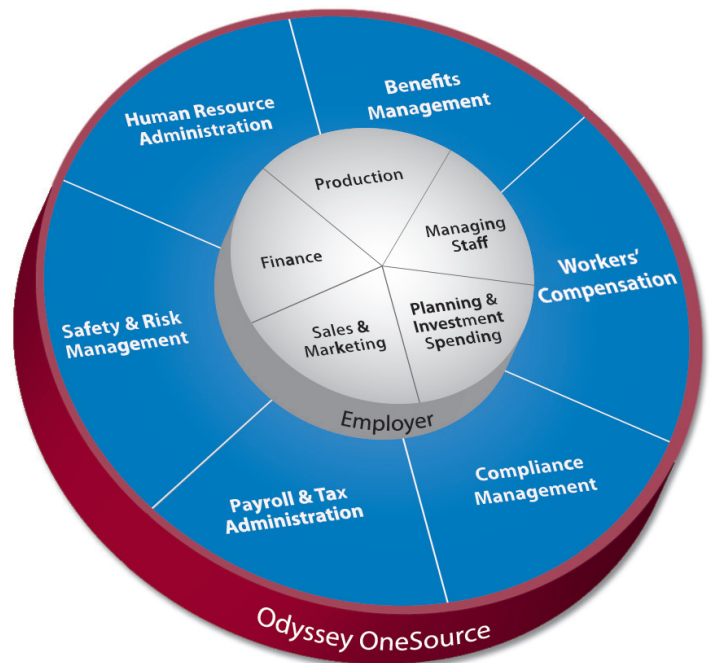 Benefits
Management
Human Resource
Administration
Production
Managing
Staff
Finance
Workers'
Compensation
Planning &
Investment
Spending
Sales &
Marketing
Safety & Risk
Management
Employer
Compliance
Management
Payroll & Tax
Administration
Odyssey OneSource